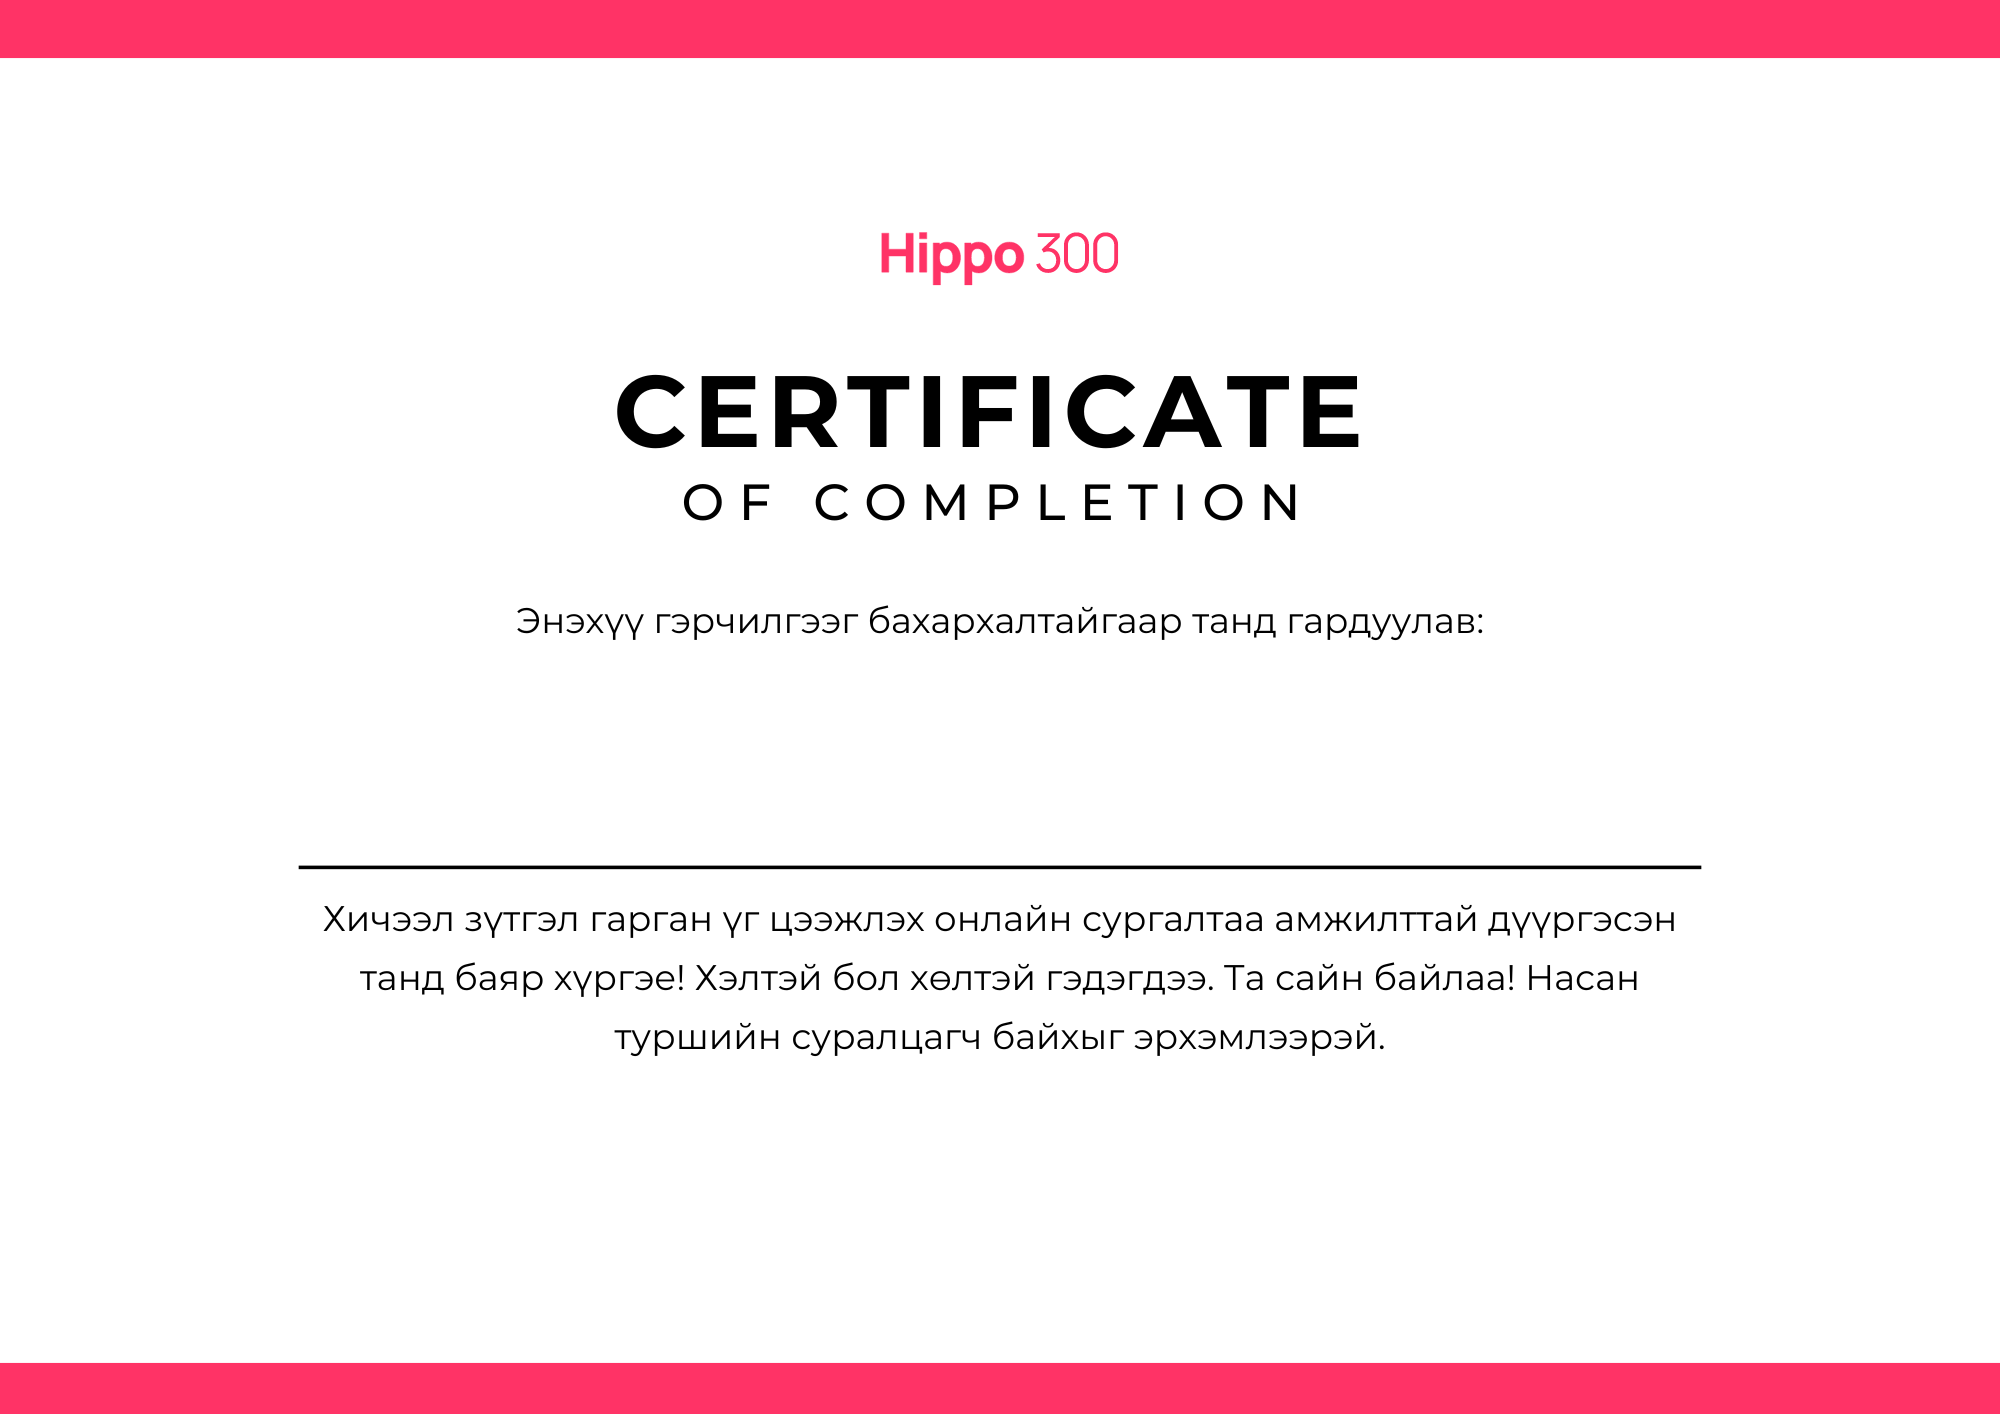 Hippo 300
CERTIFICATE
OF COMPLETION
Энэхүү гэрчилгээг бахархалтайгаар танд гардуулав:
Хичээл зүтгэл гарган үг цээжлэх онлайн сургалтаа амжилттай дүүргэсэн
танд баяр хүргэе! Хэлтэй бол хөлтэй гэдэгдээ. Та сайн байлаа! Насан
туршийн суралцагч байхыг эрхэмлээрэй.